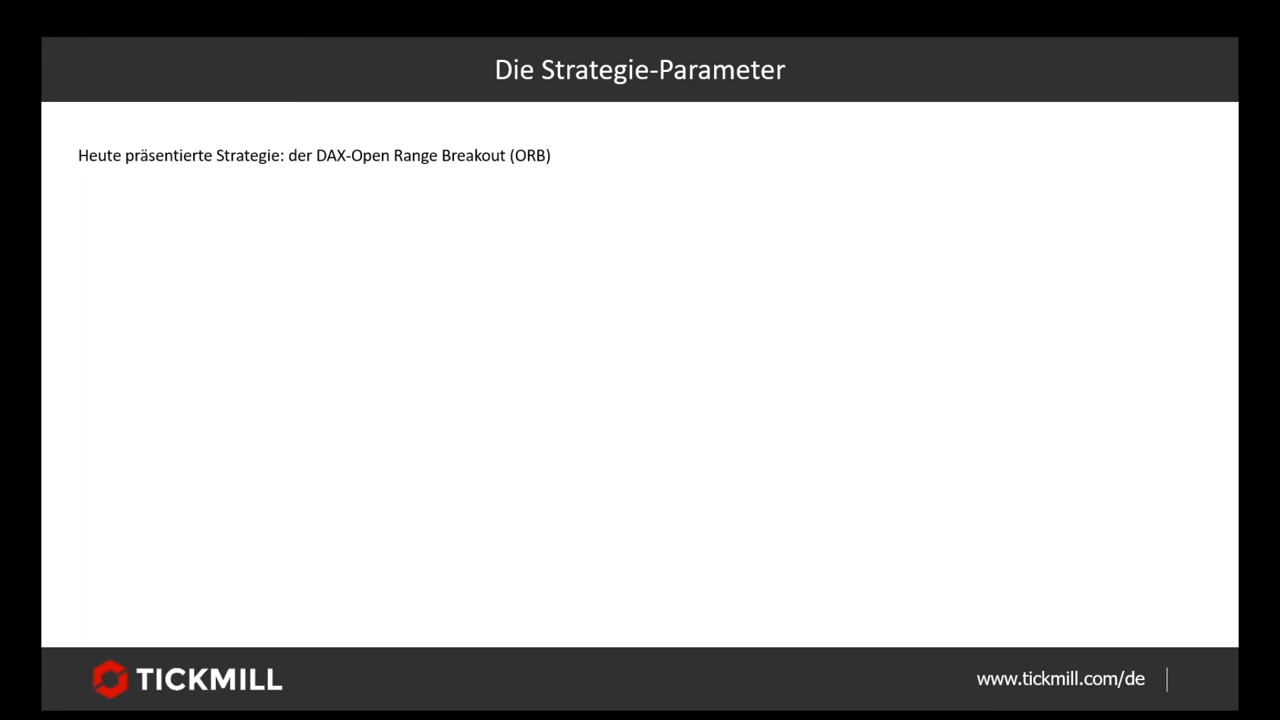 Die Strategie-Parameter
Heute präsentierte Strategie: der DAX-Open Range Breakout (ORB)
TICKMILL
www.tickmill.com/de